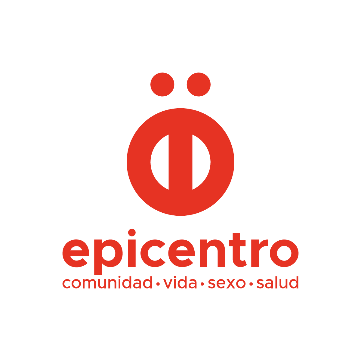 epicentro
comunidad • vida • sexo • salud